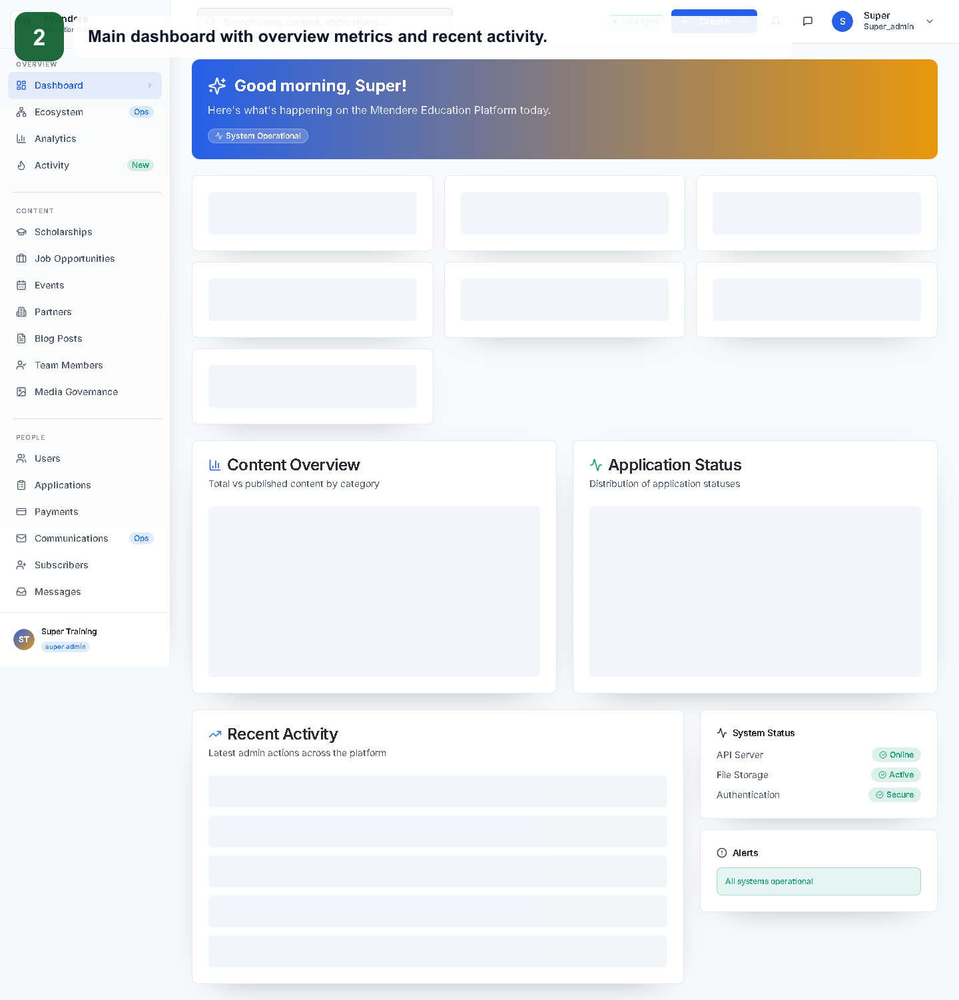 2
Main dashboard with overview metrics and recent activity.
Mtendere
Search users, content, applications...
Live sync
Create
S
Super
Super_admin
OVERVIEW
Dashboard
Ecosystem
Ops
Analytics
Activity
New
CONTENT
Scholarships
Job Opportunities
Events
Partners
Blog Posts
Team Members
Media Governance
PEOPLE
Users
Applications
Payments
Communications
Ops
Subscribers
Messages
ST
Super Training
super admin
Good morning, Super!
Here's what's happening on the Mtendere Education Platform today.
System Operational
Content Overview
Total vs published content by category
Application Status
Distribution of application statuses
Recent Activity
Latest admin actions across the platform
System Status
API Server
Online
File Storage
Active
Authentication
Secure
Alerts
All systems operational